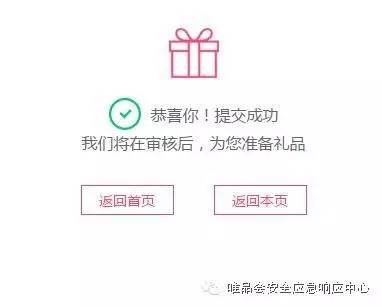 恭喜你！提交成功
我们将在审核后，为您准备礼品
返回首页
返回本页
唯品会安全应急响应中心